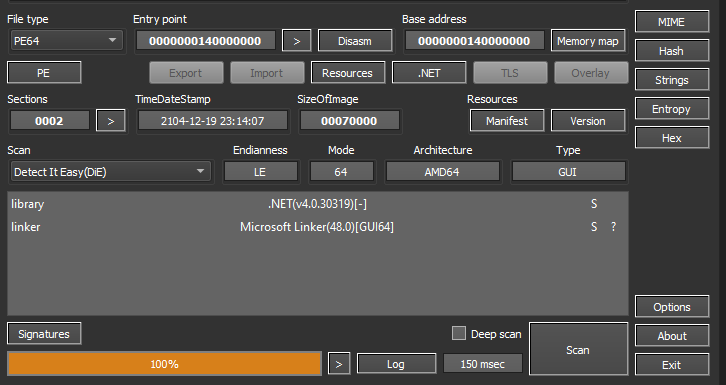 File type Entry point Base address MIME
PE64 0000000140000000 > Disasm 0000000140000000 Memory map
Hash
PE Export Import Resources .NET TLS Overlay
Strings
Sections TimeDateStamp SizeOfImage Resources
Entropy
0002 > 2104-12-19 23:14:07 00070000 Manifest Version
Hex
Scan Endianness Mode Architecture Type
Detect It Easy(DiE) LE 64 AMD64 GUI
library .NET(v4.0.30319)[-] S
linker Microsoft Linker(48.0)[GUI64] S ?
Options
Signatures Deep scan Scan About
100% > Log 150 msec Exit